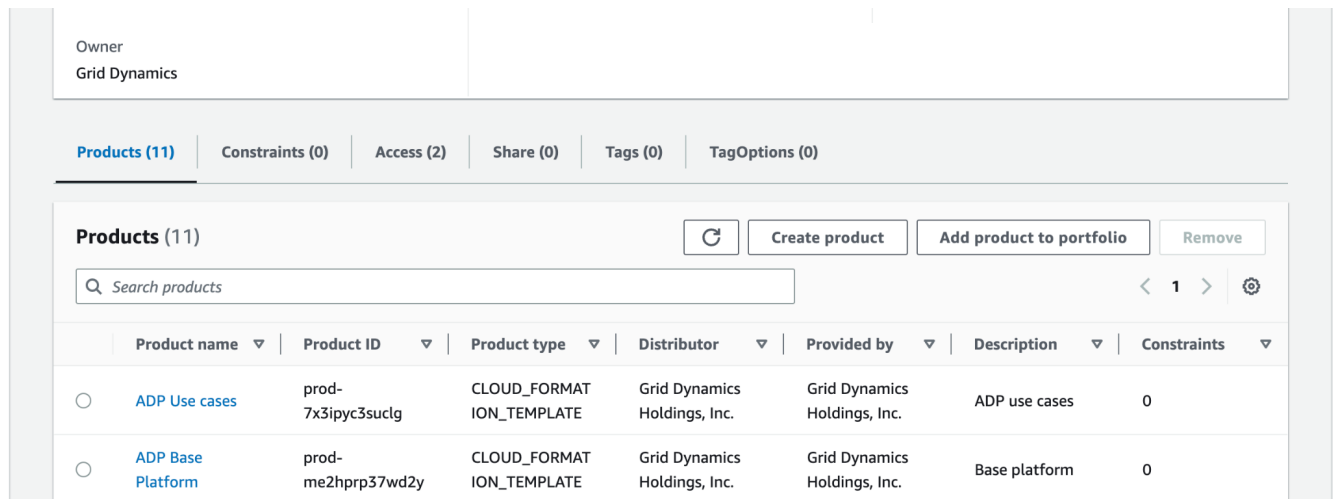 Owner
Grid Dynamics
Products (11)
Constraints (0)
Access (2)
Share (0)
Tags (0)
TagOptions (0)
Products (11)
Create product
Add product to portfolio
Remove
Search products
1
Product name
Product ID
Product type
Distributor
Provided by
Description
Constraints
ADP Use cases
prod-
7x3ipyc3suclg
CLOUD_FORMAT
ION_TEMPLATE
Grid Dynamics
Holdings, Inc.
Grid Dynamics
Holdings, Inc.
ADP use cases
0
ADP Base
Platform
prod-
me2hprp37wd2y
CLOUD_FORMAT
ION_TEMPLATE
Grid Dynamics
Holdings, Inc.
Grid Dynamics
Holdings, Inc.
Base platform
0